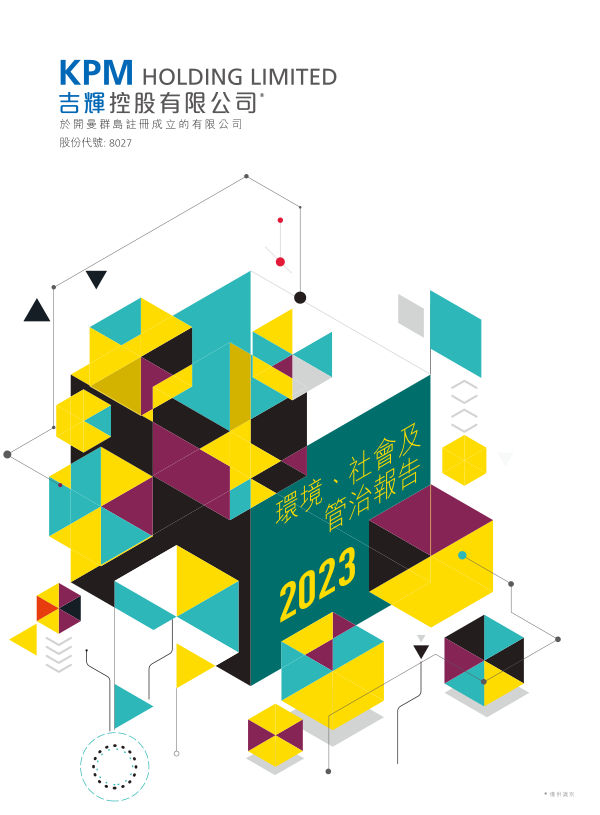 KPM HOLDING LIMITED
吉輝控股有限公司*
於開曼群島註冊成立的有限公司
股份代號: 8027
環境、社會及
管治報告
2023
* 僅供識別